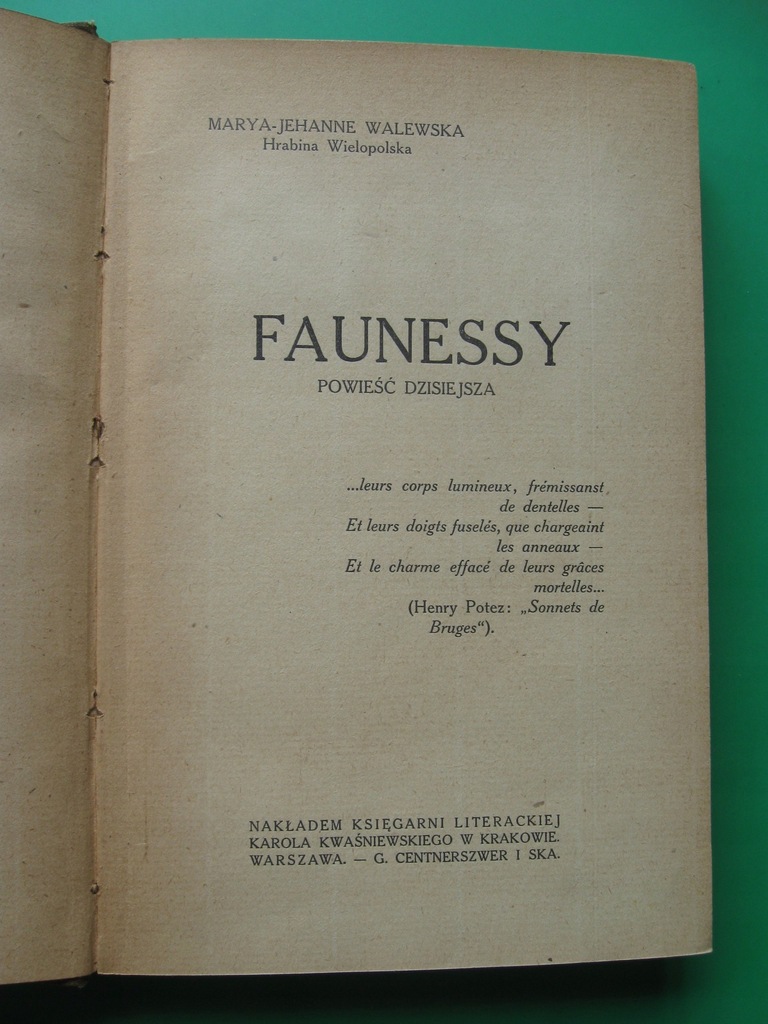 MARYA-JEHANNE WALEWSKA
Hrabina Wielopolska
FAUNESSY
POWIEŚĆ DZISIEJSZA
...leurs corps lumineux, frémissanst
de dentelles —
Et leurs doigts fuselés, que chargeaint
les anneaux —
Et le charme effacé de leurs grâces
mortelles...
(Henry Potez: „Sonnets de
Bruges“).
NAKŁADEM KSIĘGARNI LITERACKIEJ
KAROLA KWAŚNIEWSKIEGO W KRAKOWIE.
WARSZAWA. — G. CENTNERSZWER I SKA.